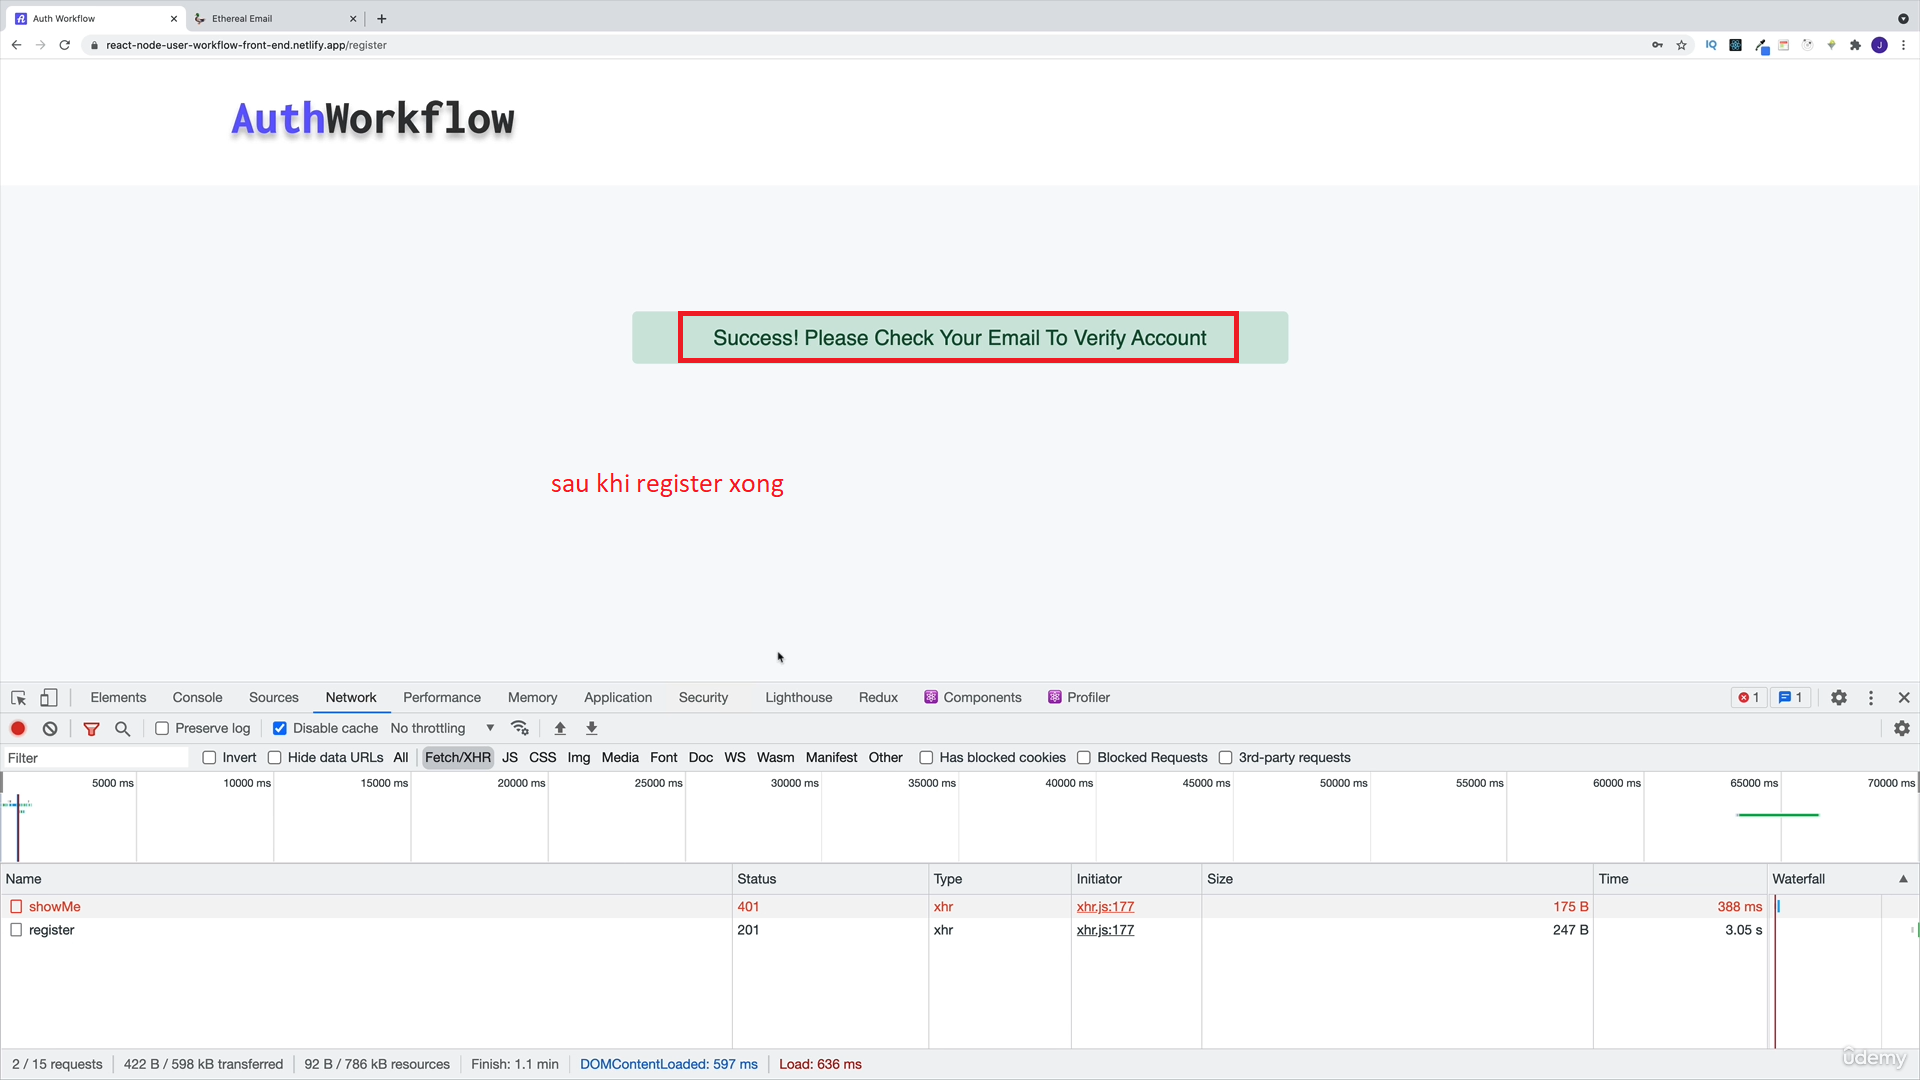 Auth Workflow
Ethereal Email
react-node-user-workflow-front-end.netlify.app/register
IQ
J
AuthWorkflow
Success! Please Check Your Email To Verify Account
sau khi register xong
Elements Console Sources Network Performance Memory Application Security Lighthouse Redux Components Profiler 1 1
Preserve log Disable cache No throttling
Filter Invert Hide data URLs All Fetch/XHR JS CSS Img Media Font Doc WS Wasm Manifest Other Has blocked cookies Blocked Requests 3rd-party requests
5000 ms 10000 ms 15000 ms 20000 ms 25000 ms 30000 ms 35000 ms 40000 ms 45000 ms 50000 ms 55000 ms 60000 ms 65000 ms 70000 ms
Name Status Type Initiator Size Time Waterfall
showMe 401 xhr xhr.js:177 175 B 388 ms
register 201 xhr xhr.js:177 247 B 3.05 s
2 / 15 requests 422 B / 598 kB transferred 92 B / 786 kB resources Finish: 1.1 min DOMContentLoaded: 597 ms Load: 636 ms
ûdemy